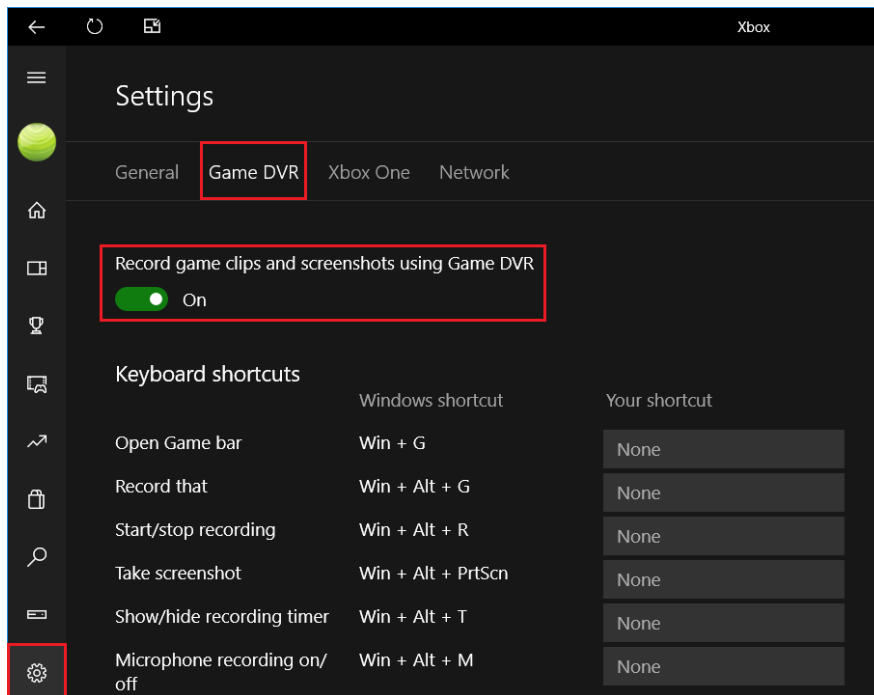 Xbox
Settings
General Game DVR Xbox One Network
Record game clips and screenshots using Game DVR
On
Keyboard shortcuts
Windows shortcut Your shortcut
Open Game bar Win + G None
Record that Win + Alt + G None
Start/stop recording Win + Alt + R None
Take screenshot Win + Alt + PrtScn None
Show/hide recording timer Win + Alt + T None
Microphone recording on/ Win + Alt + M None
off